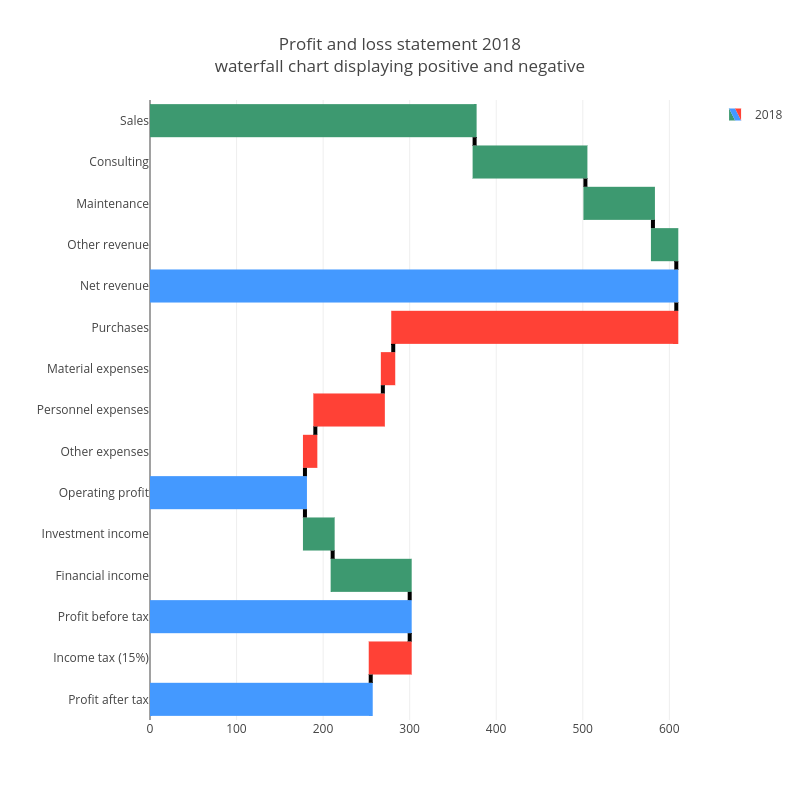 Profit and loss statement 2018
waterfall chart displaying positive and negative
2018
Sales
Consulting
Maintenance
Other revenue
Net revenue
Purchases
Material expenses
Personnel expenses
Other expenses
Operating profit
Investment income
Financial income
Profit before tax
Income tax (15%)
Profit after tax
0 100 200 300 400 500 600